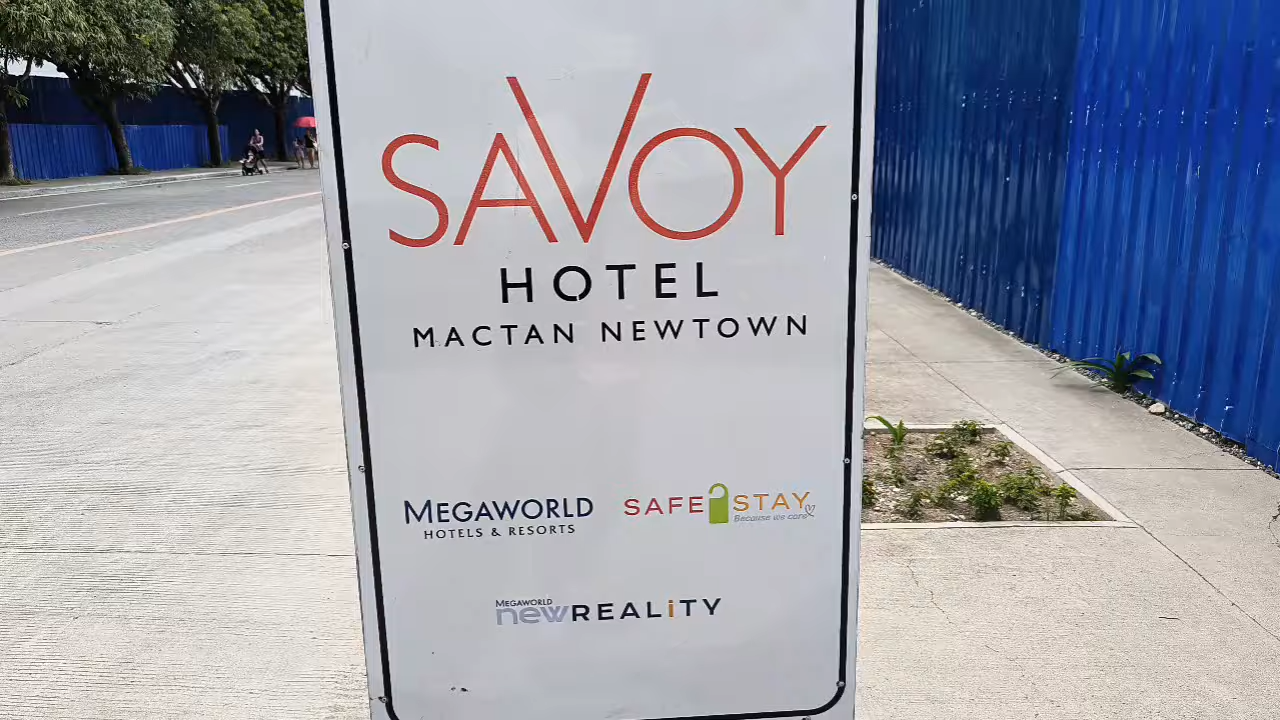 SAVOY
HOTEL
MACTAN NEWTOWN
MEGAWORLD
HOTELS & RESORTS
SAFE STAY
Because we care
MEGAWORLD
newREALiTY